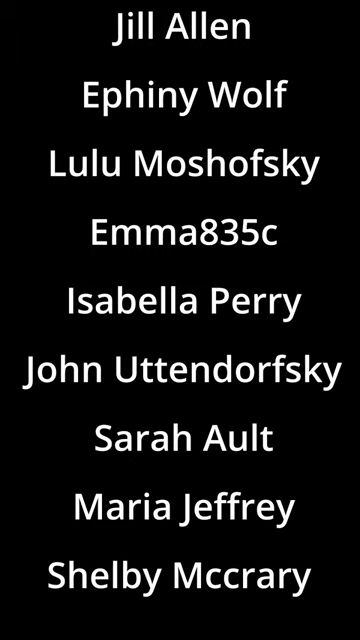 Jill Allen
Ephiny Wolf
Lulu Moshofsky
Emma835c
Isabella Perry
John Uttendorfsky
Sarah Ault
Maria Jeffrey
Shelby Mccrary